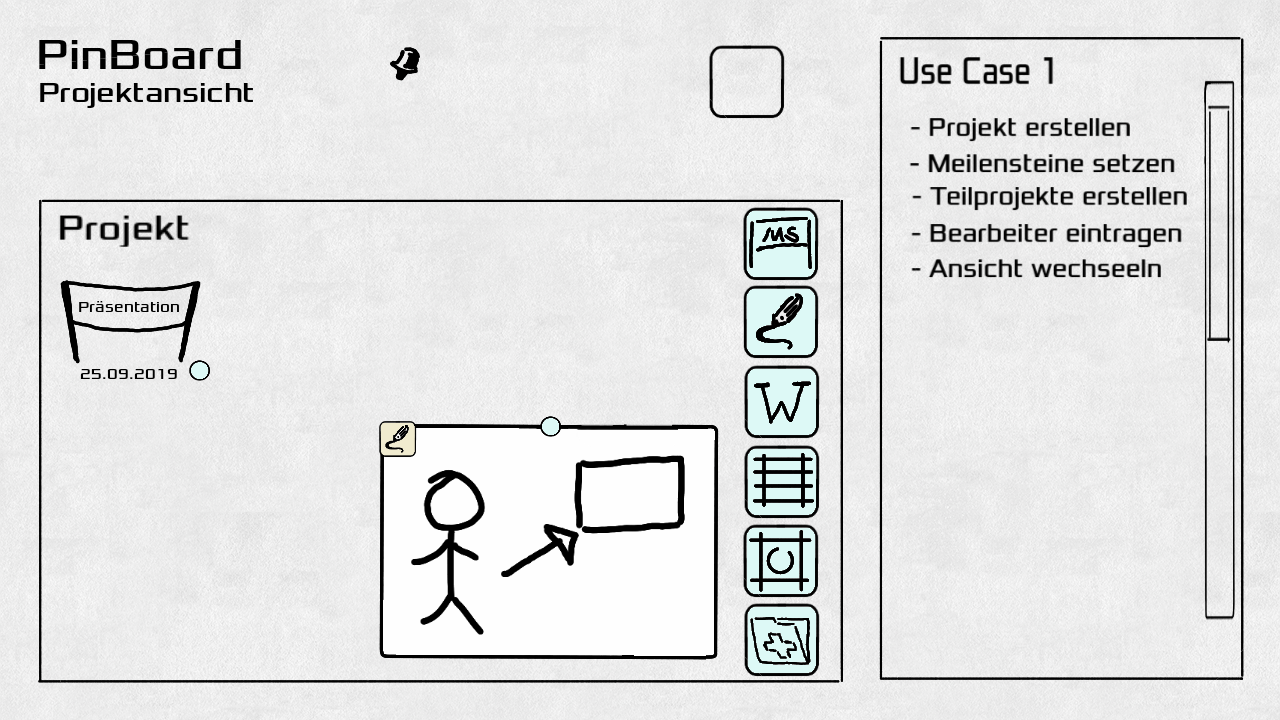 PinBoard
Projektansicht
Projekt
Präsentation
25.09.2019
MS
W
Use Case 1
- Projekt erstellen
- Meilensteine setzen
- Teilprojekte erstellen
- Bearbeiter eintragen
- Ansicht wechseeln